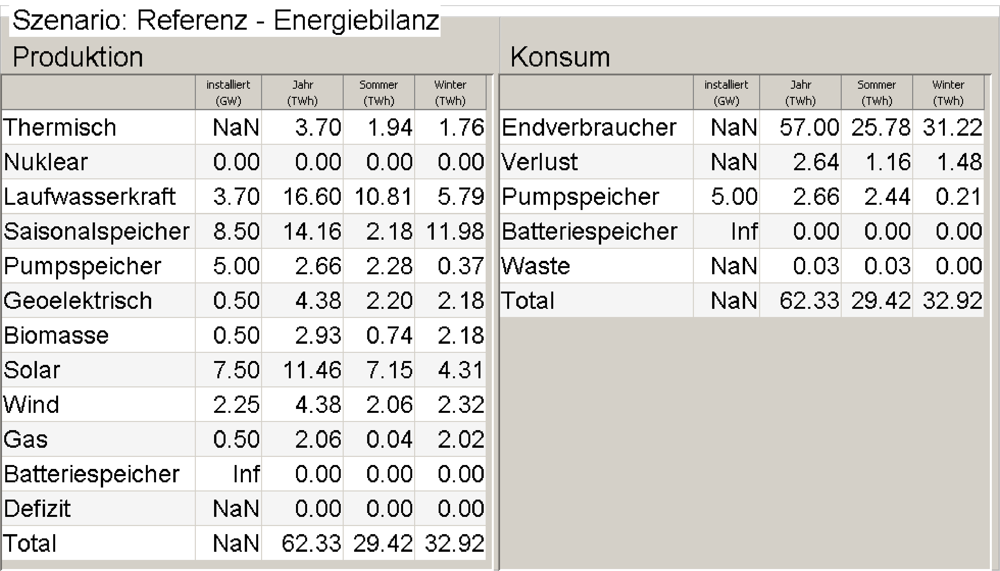 Szenario: Referenz - Energiebilanz
Produktion
installiert (GW) Jahr (TWh) Sommer (TWh) Winter (TWh)
Thermisch NaN 3.70 1.94 1.76
Nuklear 0.00 0.00 0.00 0.00
Laufwasserkraft 3.70 16.60 10.81 5.79
Saisonalspeicher 8.50 14.16 2.18 11.98
Pumpspeicher 5.00 2.66 2.28 0.37
Geoelektrisch 0.50 4.38 2.20 2.18
Biomasse 0.50 2.93 0.74 2.18
Solar 7.50 11.46 7.15 4.31
Wind 2.25 4.38 2.06 2.32
Gas 0.50 2.06 0.04 2.02
Batteriespeicher Inf 0.00 0.00 0.00
Defizit NaN 0.00 0.00 0.00
Total NaN 62.33 29.42 32.92
Konsum
installiert (GW) Jahr (TWh) Sommer (TWh) Winter (TWh)
Endverbraucher NaN 57.00 25.78 31.22
Verlust NaN 2.64 1.16 1.48
Pumpspeicher 5.00 2.66 2.44 0.21
Batteriespeicher Inf 0.00 0.00 0.00
Waste NaN 0.03 0.03 0.00
Total NaN 62.33 29.42 32.92